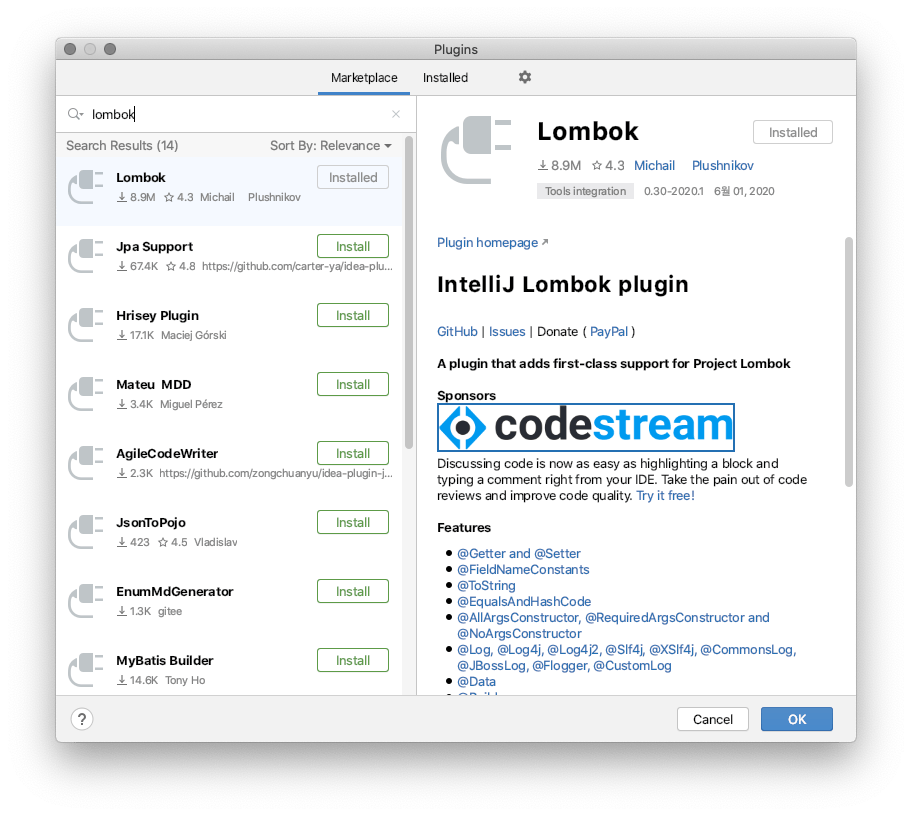 Plugins
Marketplace Installed
lombok
Search Results (14) Sort By: Relevance
Lombok Installed
8.9M 4.3 Michail Plushnikov
Jpa Support Install
67.4K 4.8 https://github.com/carter-ya/idea-plu...
Hrisey Plugin Install
17.1K Maciej Górski
Mateu MDD Install
3.4K Miguel Pérez
AgileCodeWriter Install
2.3K https://github.com/zongchuanyu/idea-plugin-j...
JsonToPojo Install
423 4.5 Vladislav
EnumMdGenerator Install
1.3K gitee
MyBatis Builder Install
14.6K Tony Ho
Lombok Installed
8.9M 4.3 Michail Plushnikov
Tools integration 0.30-2020.1 6월 01, 2020
Plugin homepage
IntelliJ Lombok plugin
GitHub | Issues | Donate ( PayPal )
A plugin that adds first-class support for Project Lombok
Sponsors
codestream
Discussing code is now as easy as highlighting a block and
typing a comment right from your IDE. Take the pain out of code
reviews and improve code quality. Try it free!
Features
@Getter and @Setter
@FieldNameConstants
@ToString
@EqualsAndHashCode
@AllArgsConstructor, @RequiredArgsConstructor and
@NoArgsConstructor
@Log, @Log4j, @Log4j2, @Slf4j, @XSlf4j, @CommonsLog,
@JBossLog, @Flogger, @CustomLog
@Data
? Cancel OK